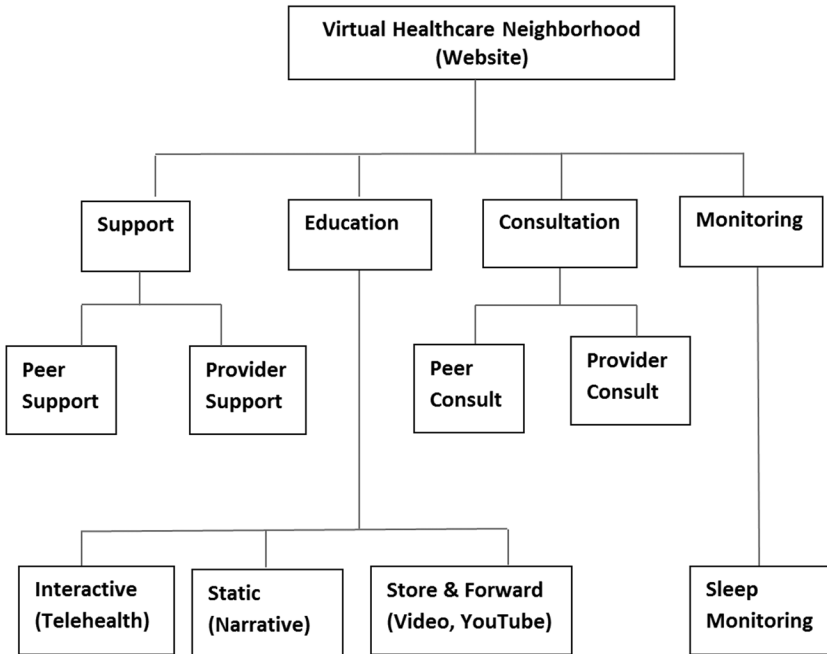 Virtual Healthcare Neighborhood
(Website)
Support
Education
Consultation
Monitoring
Peer
Support
Provider
Support
Peer
Consult
Provider
Consult
Interactive
(Telehealth)
Static
(Narrative)
Store & Forward
(Video, YouTube)
Sleep
Monitoring